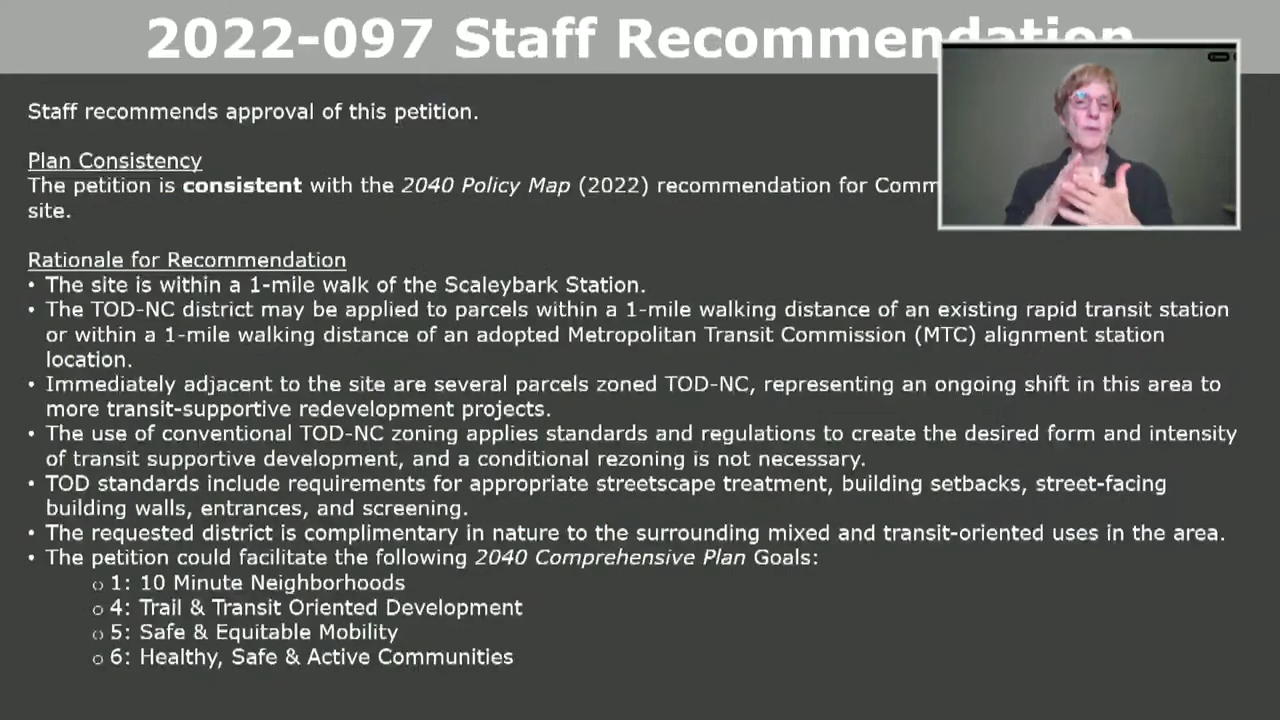 2022-097 Staff Recommendation
Staff recommends approval of this petition.
Plan Consistency
The petition is consistent with the 2040 Policy Map (2022) recommendation for Comm
site.
Rationale for Recommendation
• The site is within a 1-mile walk of the Scaleybark Station.
• The TOD-NC district may be applied to parcels within a 1-mile walking distance of an existing rapid transit station
or within a 1-mile walking distance of an adopted Metropolitan Transit Commission (MTC) alignment station
location.
• Immediately adjacent to the site are several parcels zoned TOD-NC, representing an ongoing shift in this area to
more transit-supportive redevelopment projects.
• The use of conventional TOD-NC zoning applies standards and regulations to create the desired form and intensity
of transit supportive development, and a conditional rezoning is not necessary.
• TOD standards include requirements for appropriate streetscape treatment, building setbacks, street-facing
building walls, entrances, and screening.
• The requested district is complimentary in nature to the surrounding mixed and transit-oriented uses in the area.
• The petition could facilitate the following 2040 Comprehensive Plan Goals:
o 1: 10 Minute Neighborhoods
o 4: Trail & Transit Oriented Development
o 5: Safe & Equitable Mobility
o 6: Healthy, Safe & Active Communities